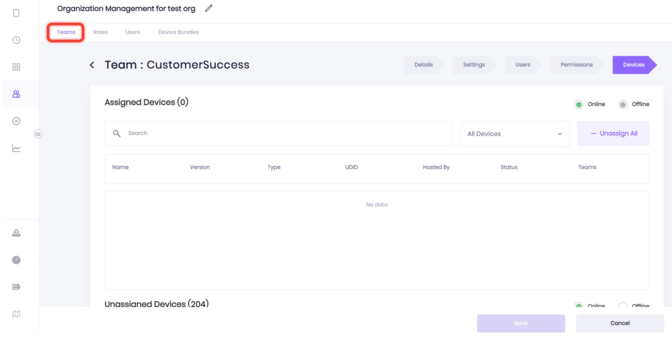 Organization Management for test org
Teams Roles Users Device Bundles
Team : CustomerSuccess
Details Settings Users Permissions Devices
Assigned Devices (0)
Online Offline
Search
All Devices
— Unassign All
Name Version Type UDID Hosted By Status Teams
No data
Unassigned Devices (204)
Online Offline
Save Cancel